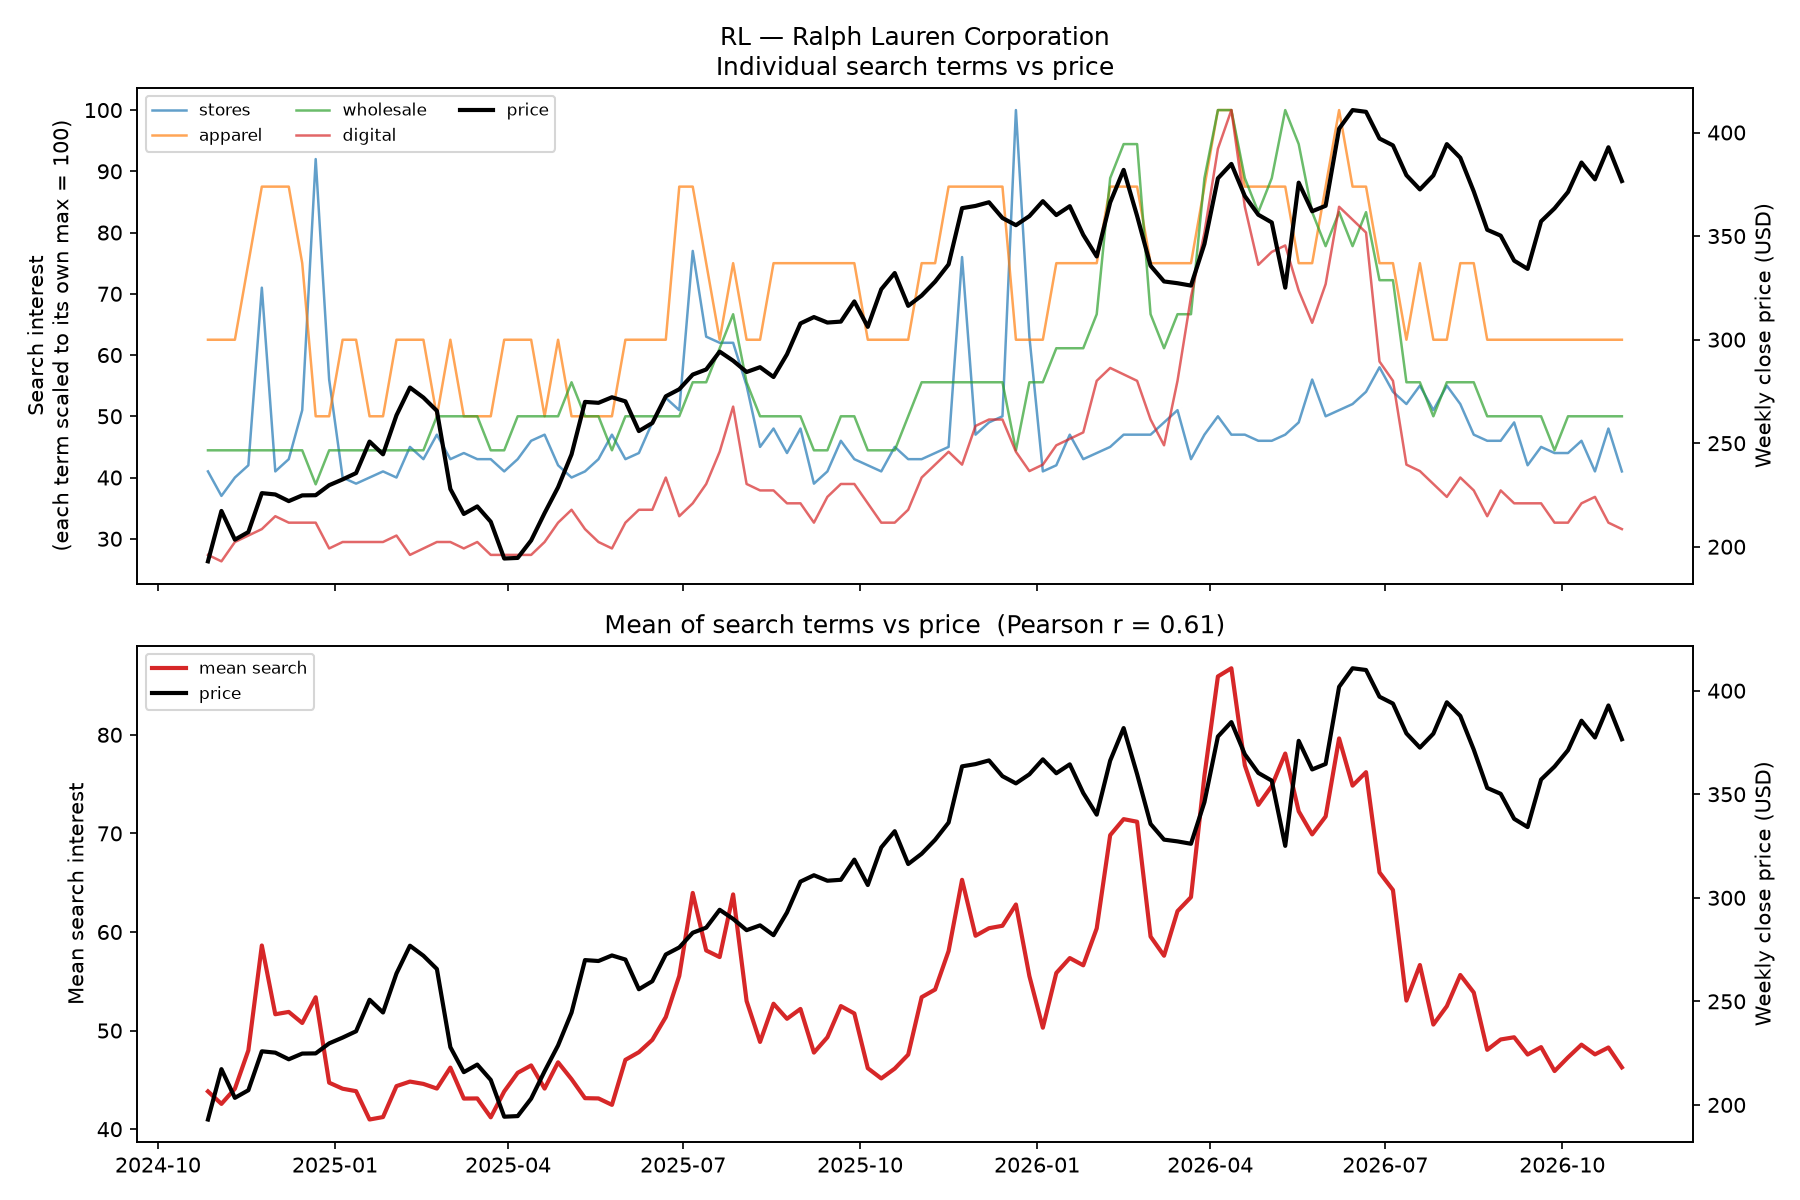 RL — Ralph Lauren Corporation
Individual search terms vs price
stores
apparel
wholesale
digital
price
Search interest
(each term scaled to its own max = 100)
100
90
80
70
60
50
40
30
400
350
300
250
200
Weekly close price (USD)
Mean of search terms vs price (Pearson r = 0.61)
mean search
price
Mean search interest
80
70
60
50
40
400
350
300
250
200
Weekly close price (USD)
2024-10
2025-01
2025-04
2025-07
2025-10
2026-01
2026-04
2026-07
2026-10